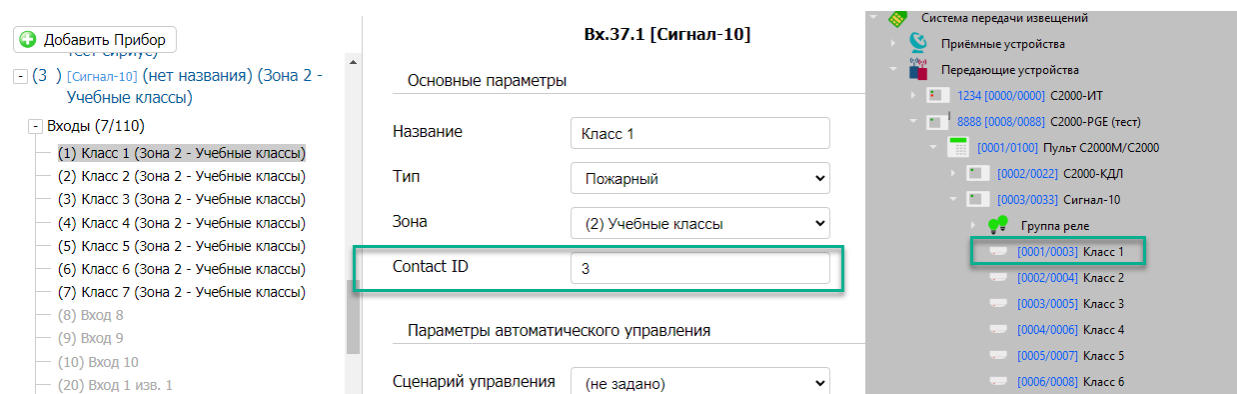 Добавить Прибор
(3 ) [Сигнал-10] (нет названия) (Зона 2 -
Учебные классы)
Входы (7/110)
(1) Класс 1 (Зона 2 - Учебные классы)
(2) Класс 2 (Зона 2 - Учебные классы)
(3) Класс 3 (Зона 2 - Учебные классы)
(4) Класс 4 (Зона 2 - Учебные классы)
(5) Класс 5 (Зона 2 - Учебные классы)
(6) Класс 6 (Зона 2 - Учебные классы)
(7) Класс 7 (Зона 2 - Учебные классы)
(8) Вход 8
(9) Вход 9
(10) Вход 10
(20) Вход 1 изв. 1
Вх.37.1 [Сигнал-10]
Основные параметры
Название Класс 1
Тип Пожарный
Зона (2) Учебные классы
Contact ID 3
Параметры автоматического управления
Сценарий управления (не задано)
Система передачи извещений
Приёмные устройства
Передающие устройства
1234 [0000/0000] С2000-ИТ
8888 [0008/0088] С2000-PGE (тест)
[0001/0100] Пульт С2000М/С2000
[0002/0022] С2000-КДЛ
[0003/0033] Сигнал-10
Группа реле
[0001/0003] Класс 1
[0002/0004] Класс 2
[0003/0005] Класс 3
[0004/0006] Класс 4
[0005/0007] Класс 5
[0006/0008] Класс 6